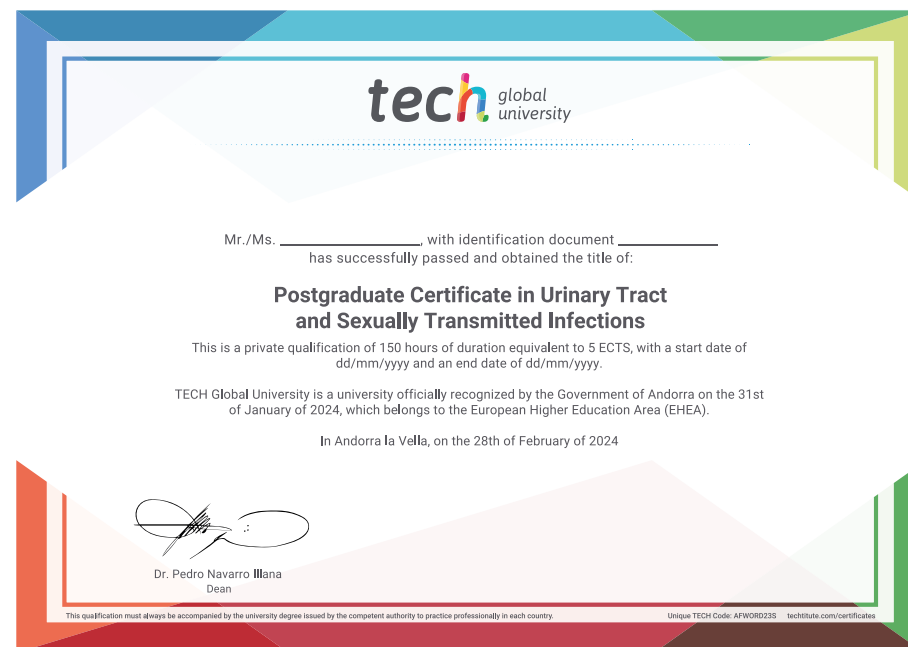 tech global
university
Mr./Ms. ____________________, with identification document ______________
has successfully passed and obtained the title of:
Postgraduate Certificate in Urinary Tract
and Sexually Transmitted Infections
This is a private qualification of 150 hours of duration equivalent to 5 ECTS, with a start date of
dd/mm/yyyy and an end date of dd/mm/yyyy.
TECH Global University is a university officially recognized by the Government of Andorra on the 31st
of January of 2024, which belongs to the European Higher Education Area (EHEA).
In Andorra la Vella, on the 28th of February of 2024
Dr. Pedro Navarro Illana
Dean
This qualification must always be accompanied by the university degree issued by the competent authority to practice professionally in each country.
Unique TECH Code: AFWORD23S techtitute.com/certificates